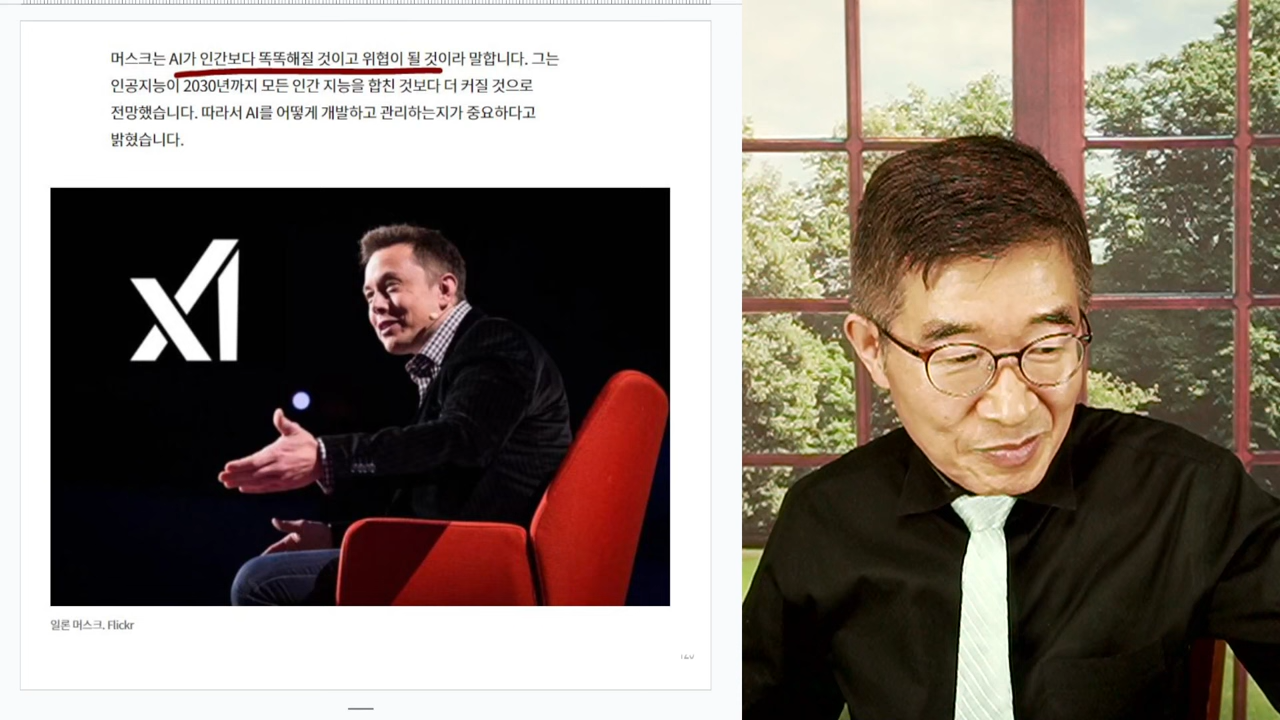 머스크는 AI가 인간보다 똑똑해질 것이고 위협이 될 것이라 말합니다. 그는
인공지능이 2030년까지 모든 인간 지능을 합친 것보다 더 커질 것으로
전망했습니다. 따라서 AI를 어떻게 개발하고 관리하는지가 중요하다고
밝혔습니다.
xAI
일론 머스크. Flickr